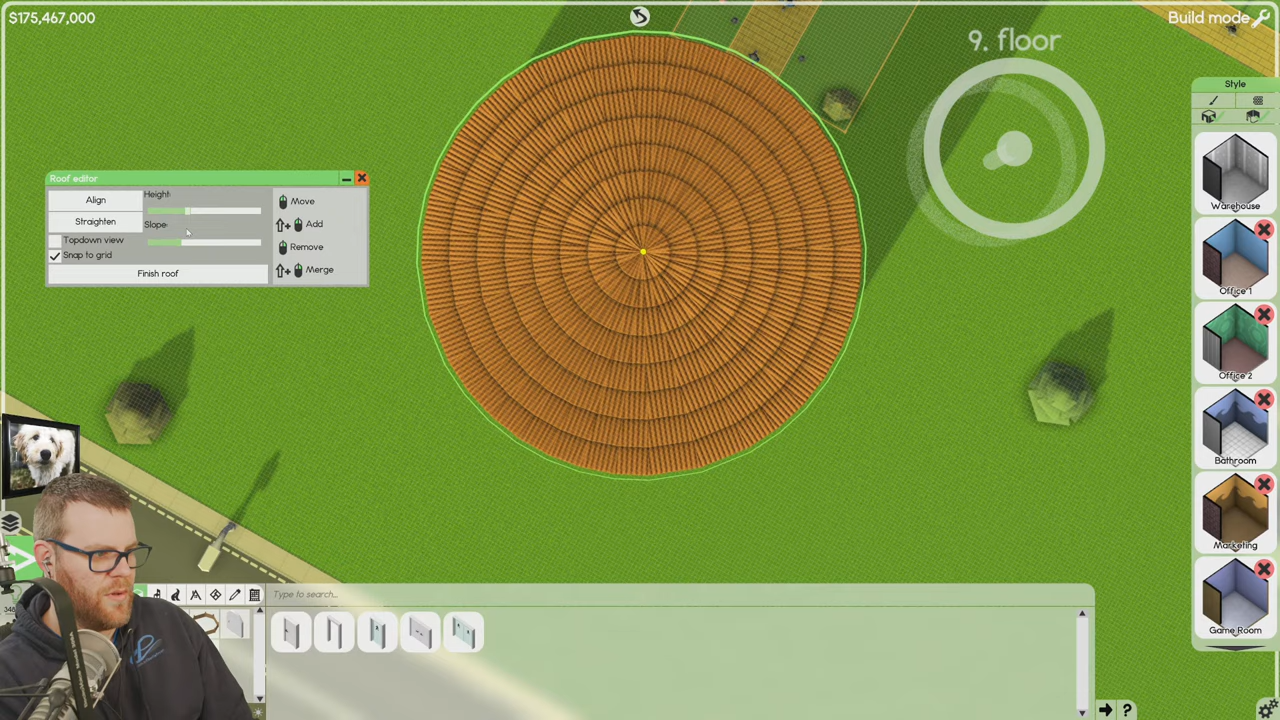 $175,467,000
Build mode
9. floor
Style
Roof editor
Align
Height:
Move
Straighten
Slope:
Add
Topdown view
Remove
Snap to grid
Finish roof
Merge
Warehouse
Office 1
Office 2
Bathroom
Marketing
Game Room
Type to search...
348
?